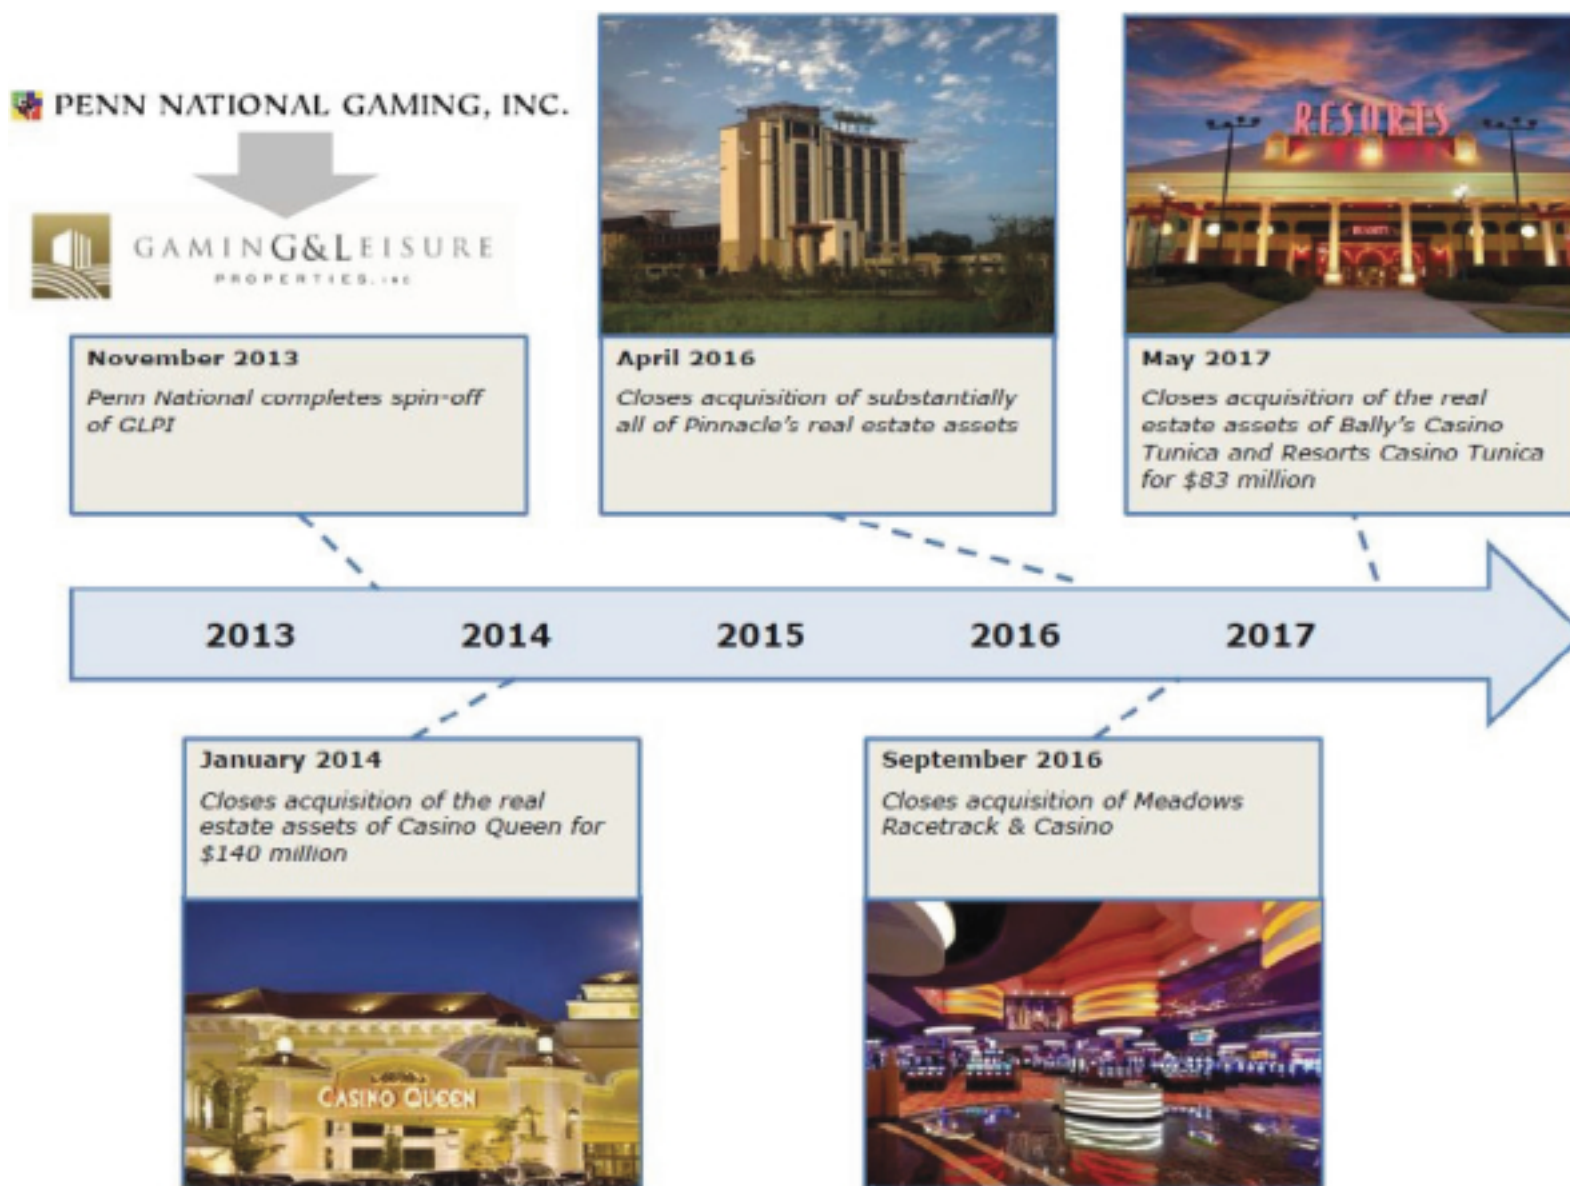 PENN NATIONAL GAMING, INC.
GAMING&LEISURE
PROPERTIES, INC
November 2013
Penn National completes spin-off
of GLPI
April 2016
Closes acquisition of substantially
all of Pinnacle's real estate assets
RESORTS
RESORTS
May 2017
Closes acquisition of the real
estate assets of Bally's Casino
Tunica and Resorts Casino Tunica
for $83 million
2013
2014
2015
2016
2017
January 2014
Closes acquisition of the real
estate assets of Casino Queen for
$140 million
CASINO QUEEN
September 2016
Closes acquisition of Meadows
Racetrack & Casino